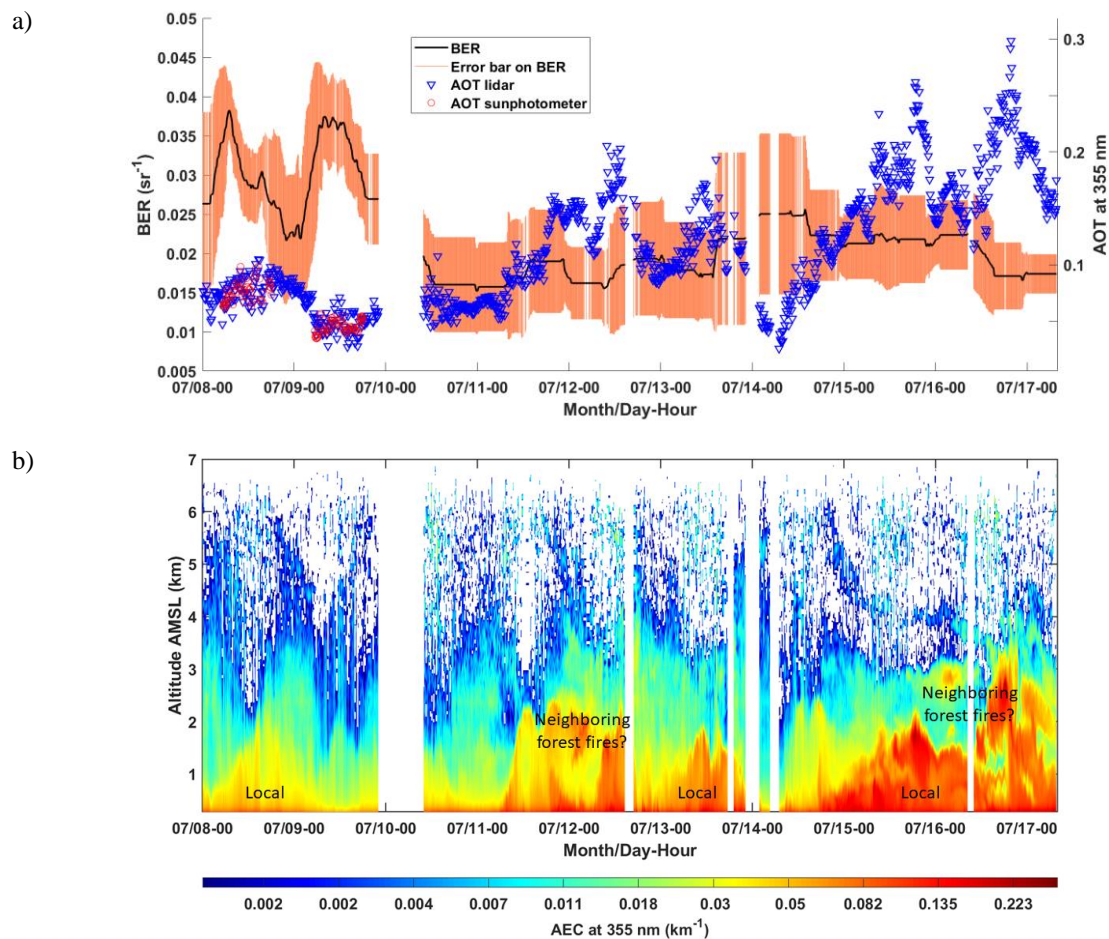 a)
0.05
0.045
0.04
0.035
0.03
0.025
0.02
0.015
0.01
0.005
BER (sr⁻¹)
BER
Error bar on BER
AOT lidar
AOT sunphotometer
0.3
0.2
0.1
AOT at 355 nm
07/08-00 07/09-00 07/10-00 07/11-00 07/12-00 07/13-00 07/14-00 07/15-00 07/16-00 07/17-00
Month/Day-Hour
b)
7
6
5
4
3
2
1
Altitude AMSL (km)
Neighboring
forest fires?
Neighboring
forest fires?
Local
Local
Local
07/08-00 07/09-00 07/10-00 07/11-00 07/12-00 07/13-00 07/14-00 07/15-00 07/16-00 07/17-00
Month/Day-Hour
0.002 0.002 0.004 0.007 0.011 0.018 0.03 0.05 0.082 0.135 0.223
AEC at 355 nm (km⁻¹)